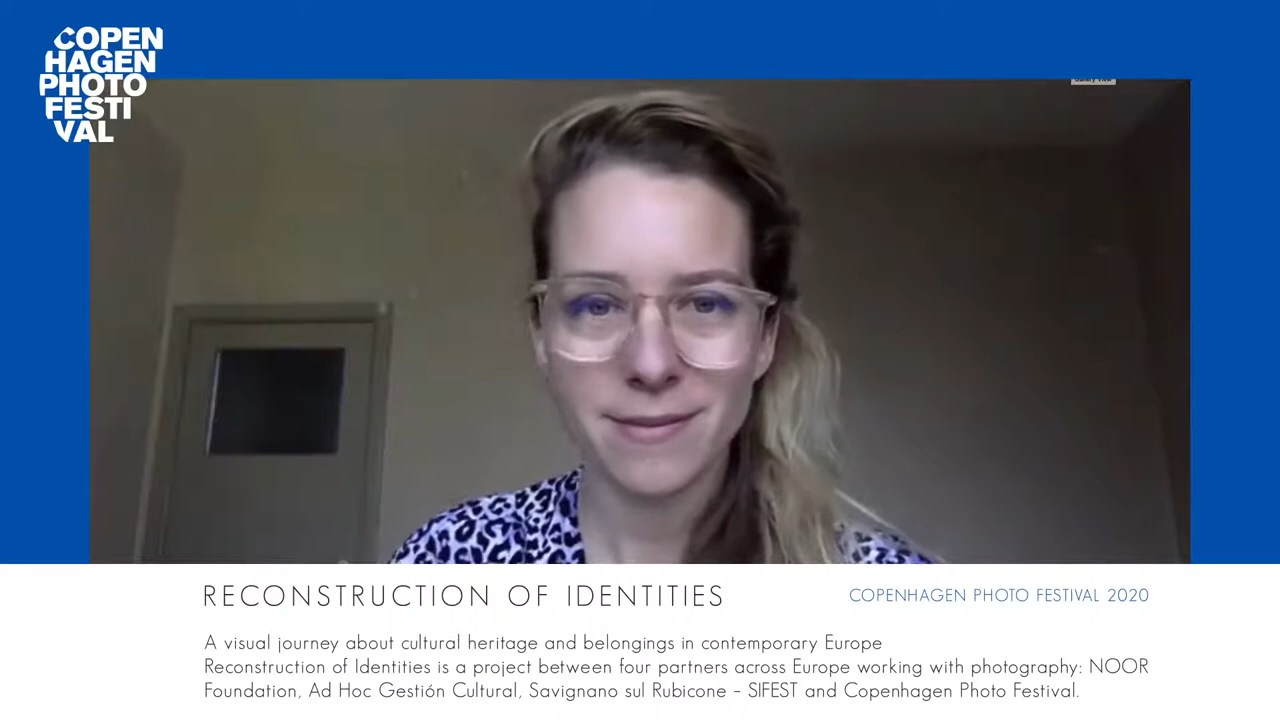 COPEN
HAGEN
PHOTO
FESTI
VAL
RECONSTRUCTION OF IDENTITIES
COPENHAGEN PHOTO FESTIVAL 2020
A visual journey about cultural heritage and belongings in contemporary Europe
Reconstruction of Identities is a project between four partners across Europe working with photography: NOOR
Foundation, Ad Hoc Gestión Cultural, Savignano sul Rubicone – SIFEST and Copenhagen Photo Festival.